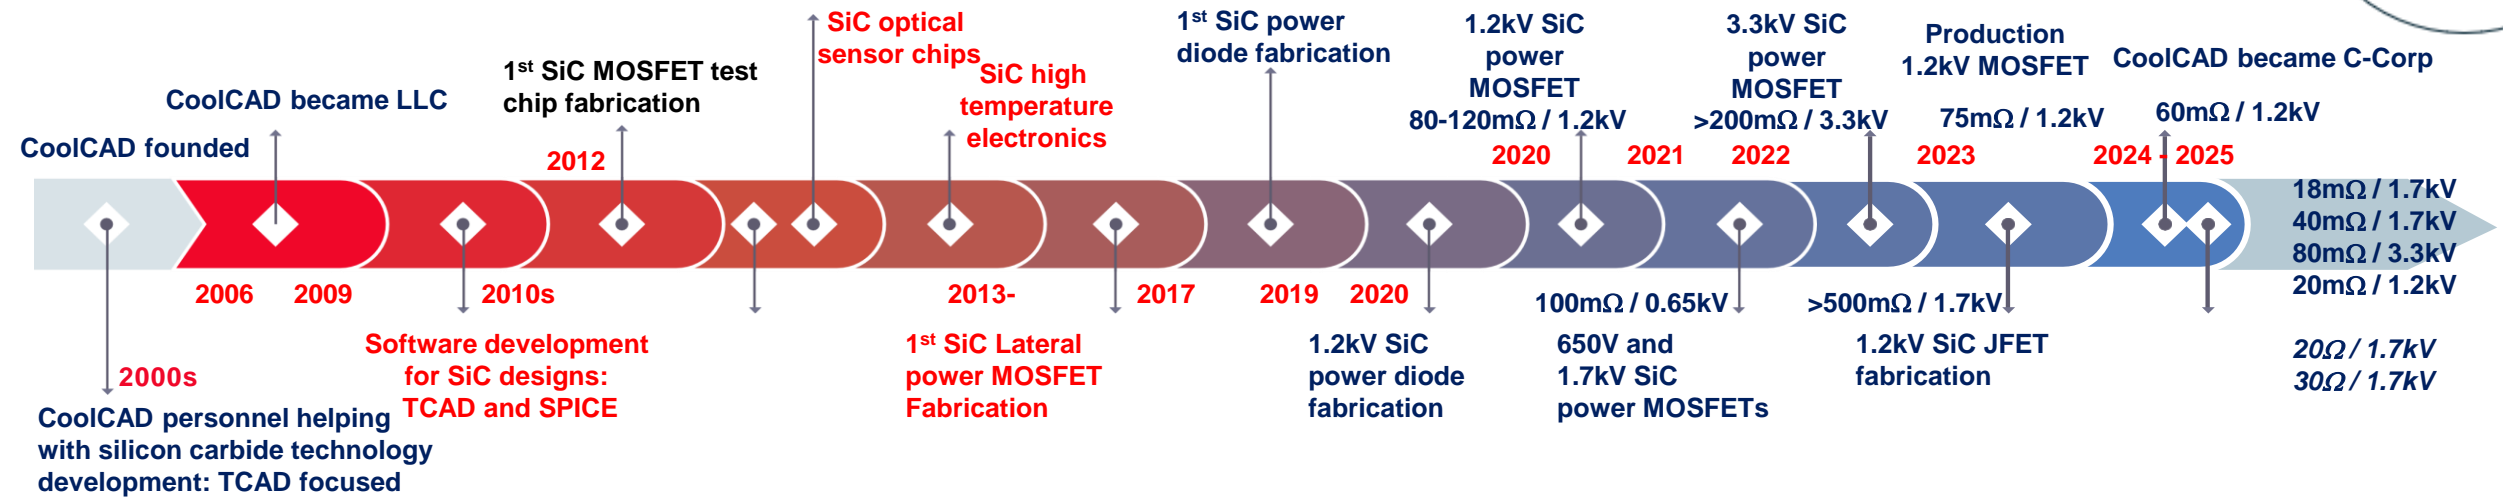 CoolCAD founded
2000s
CoolCAD personnel helping
with silicon carbide technology
development: TCAD focused
CoolCAD became LLC
2006
2009
2010s
Software development
for SiC designs:
TCAD and SPICE
1st SiC MOSFET test
chip fabrication
2012
SiC optical
sensor chips
SiC high
temperature
electronics
2013-
1st SiC Lateral
power MOSFET
Fabrication
2017
1st SiC power
diode fabrication
2019
2020
1.2kV SiC
power diode
fabrication
1.2kV SiC
power
MOSFET
80-120mΩ / 1.2kV
2020
2021
100mΩ / 0.65kV
650V and
1.7kV SiC
power MOSFETs
3.3kV SiC
power
MOSFET
>200mΩ / 3.3kV
2022
>500mΩ / 1.7kV
1.2kV SiC JFET
fabrication
Production
1.2kV MOSFET
75mΩ / 1.2kV
2023
CoolCAD became C-Corp
60mΩ / 1.2kV
2024 - 2025
18mΩ / 1.7kV
40mΩ / 1.7kV
80mΩ / 3.3kV
20mΩ / 1.2kV
20Ω / 1.7kV
30Ω / 1.7kV